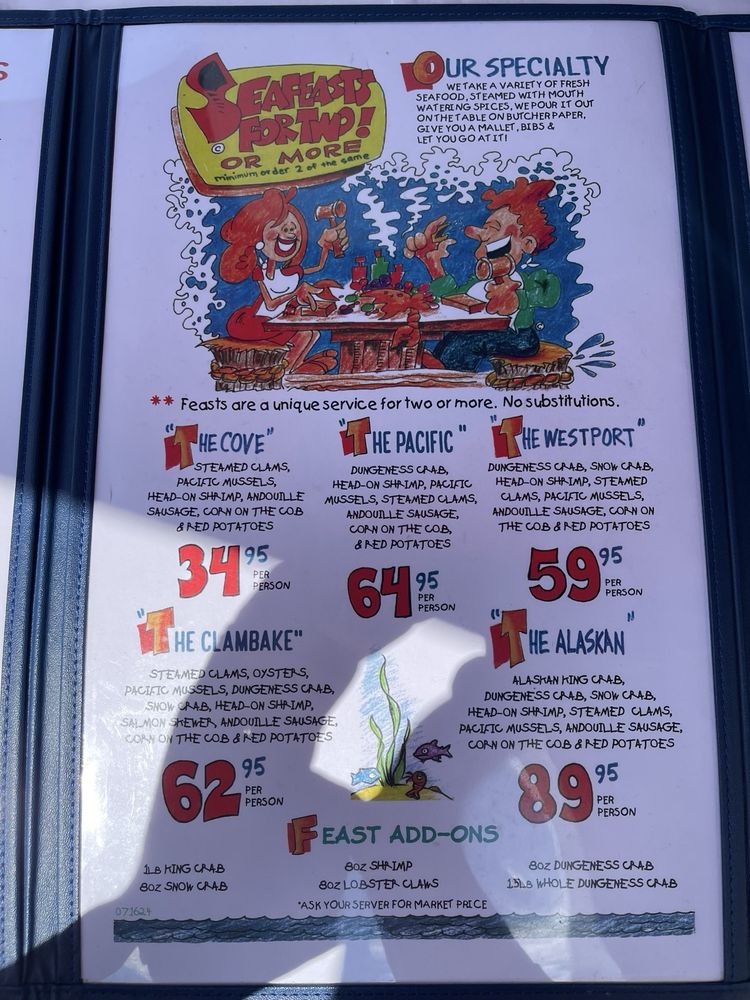 SEAFEASTS
FOR TWO!
OR MORE
minimum order 2 of the same
©
OUR SPECIALTY
WE TAKE A VARIETY OF FRESH
SEAFOOD, STEAMED WITH MOUTH
WATERING SPICES, WE POUR IT OUT
ON THE TABLE ON BUTCHER PAPER,
GIVE YOU A MALLET, BIBS &
LET YOU GO AT IT!
** Feasts are a unique service for two or more. No substitutions.
"THE COVE"
STEAMED CLAMS,
PACIFIC MUSSELS,
HEAD-ON SHRIMP, ANDOUILLE
SAUSAGE, CORN ON THE COB
& RED POTATOES
34.95 PER
PERSON
"THE PACIFIC"
DUNGENESS CRAB,
HEAD-ON SHRIMP, PACIFIC
MUSSELS, STEAMED CLAMS,
ANDOUILLE SAUSAGE,
CORN ON THE COB,
& RED POTATOES
64.95 PER
PERSON
"THE WESTPORT"
DUNGENESS CRAB, SNOW CRAB,
HEAD-ON SHRIMP, STEAMED
CLAMS, PACIFIC MUSSELS,
ANDOUILLE SAUSAGE, CORN ON
THE COB & RED POTATOES
59.95 PER
PERSON
"THE CLAMBAKE"
STEAMED CLAMS, OYSTERS,
PACIFIC MUSSELS, DUNGENESS CRAB,
SNOW CRAB, HEAD-ON SHRIMP,
SALMON SKEWER, ANDOUILLE SAUSAGE,
CORN ON THE COB & RED POTATOES
62.95 PER
PERSON
"THE ALASKAN"
ALASKAN KING CRAB,
DUNGENESS CRAB, SNOW CRAB,
HEAD-ON SHRIMP, STEAMED CLAMS,
PACIFIC MUSSELS, ANDOUILLE SAUSAGE,
CORN ON THE COB & RED POTATOES
89.95 PER
PERSON
FEAST ADD-ONS
1LB KING CRAB
8OZ SNOW CRAB
8OZ SHRIMP
8OZ LOBSTER CLAWS
8OZ DUNGENESS CRAB
1.5LB WHOLE DUNGENESS CRAB
*ASK YOUR SERVER FOR MARKET PRICE
071624